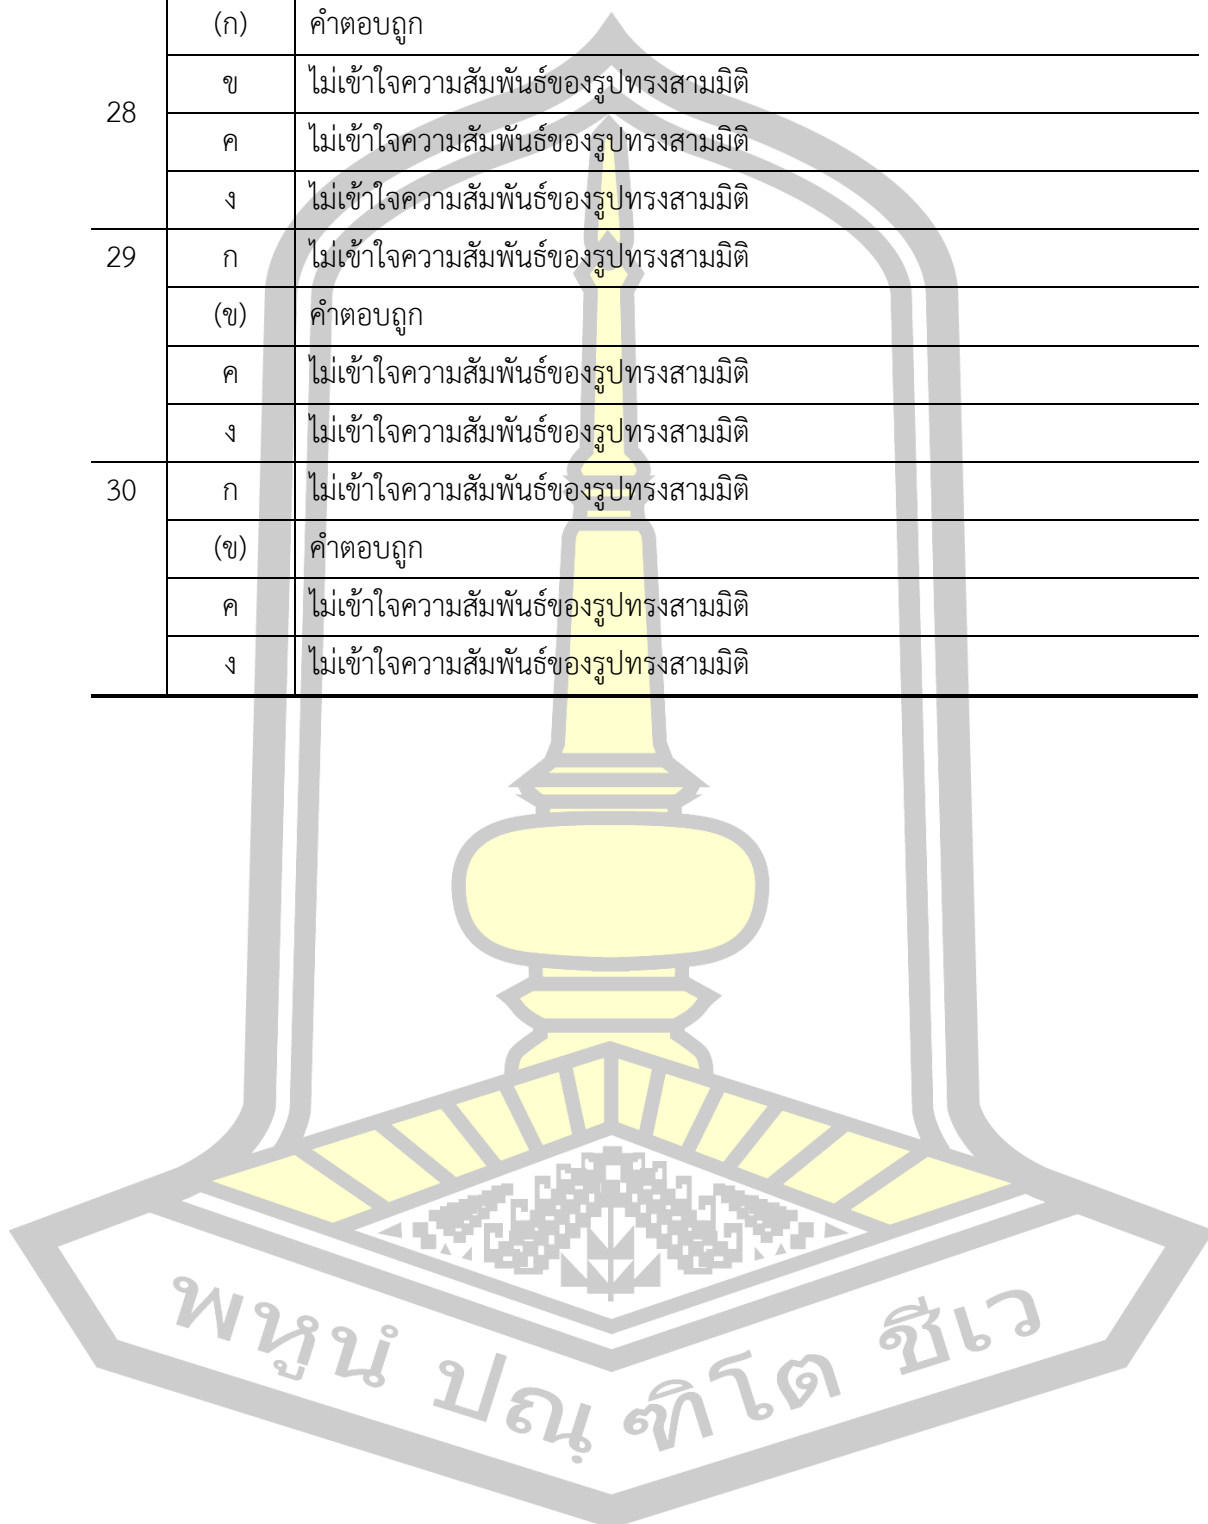 (ก) คำตอบถูก
28 ข ไม่เข้าใจความสัมพันธ์ของรูปทรงสามมิติ
ค ไม่เข้าใจความสัมพันธ์ของรูปทรงสามมิติ
ง ไม่เข้าใจความสัมพันธ์ของรูปทรงสามมิติ
29 ก ไม่เข้าใจความสัมพันธ์ของรูปทรงสามมิติ
(ข) คำตอบถูก
ค ไม่เข้าใจความสัมพันธ์ของรูปทรงสามมิติ
ง ไม่เข้าใจความสัมพันธ์ของรูปทรงสามมิติ
30 ก ไม่เข้าใจความสัมพันธ์ของรูปทรงสามมิติ
(ข) คำตอบถูก
ค ไม่เข้าใจความสัมพันธ์ของรูปทรงสามมิติ
ง ไม่เข้าใจความสัมพันธ์ของรูปทรงสามมิติ
พหูนํ ปณฺฑิโต ชีเว